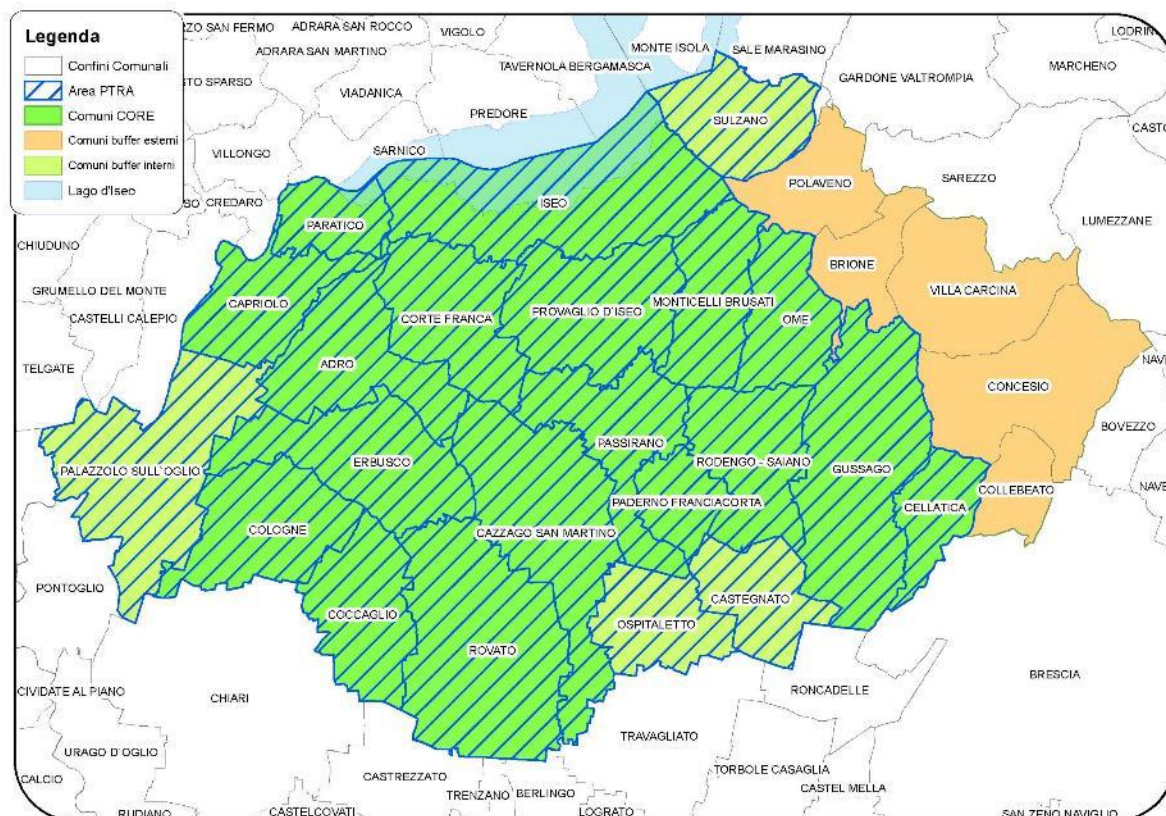 Legenda
Confini Comunali
Area PTRA
Comuni CORE
Comuni buffer esterni
Comuni buffer interni
Lago d'Iseo
RZO SAN FERMO
ADRARA SAN ROCCO
VIGOLO
LODRIN
ADRARA SAN MARTINO
MONTE ISOLA
SALE MARASINO
TO SPARSO
TAVERNOLA BERGAMASCA
GARDONE VALTROMPIA
MARCHENO
VIADANICA
PREDORE
SULZANO
CASTO
VILLONGO
SARNICO
POLAVENO
SAREZZO
SO
CREDARO
ISEO
LUMEZZANE
PARATICO
CHIUDUNO
BRIONE
GRUMELLO DEL MONTE
CAPRIOLO
VILLA CARCINA
CASTELLI CALEPIO
CORTE FRANCA
PROVAGLIO D'ISEO
MONTICELLI BRUSATI
OME
TELGATE
ADRO
NAVE
CONCESIO
BOVEZZO
PASSIRANO
PALAZZOLO SULL'OGLIO
ERBUSCO
RODENGO - SAIANO
GUSSAGO
COLLEBEATO
NAVE
PADERNO FRANCIACORTA
CELLATICA
COLOGNE
CAZZAGO SAN MARTINO
PONTOGLIO
CASTEGNATO
COCCAGLIO
OSPITALETTO
ROVATO
BRESCIA
CIVIDATE AL PIANO
CHIARI
RONCADELLE
TRAVAGLIATO
URAGO D'OGLIO
TORBOLE CASAGLIA
CALCIO
CASTREZZATO
CASTEL MELLA
TRENZANO
BERLINGO
RUDIANO
CASTELCOVATI
LOGRATO
SAN ZENO NAVIGLIO